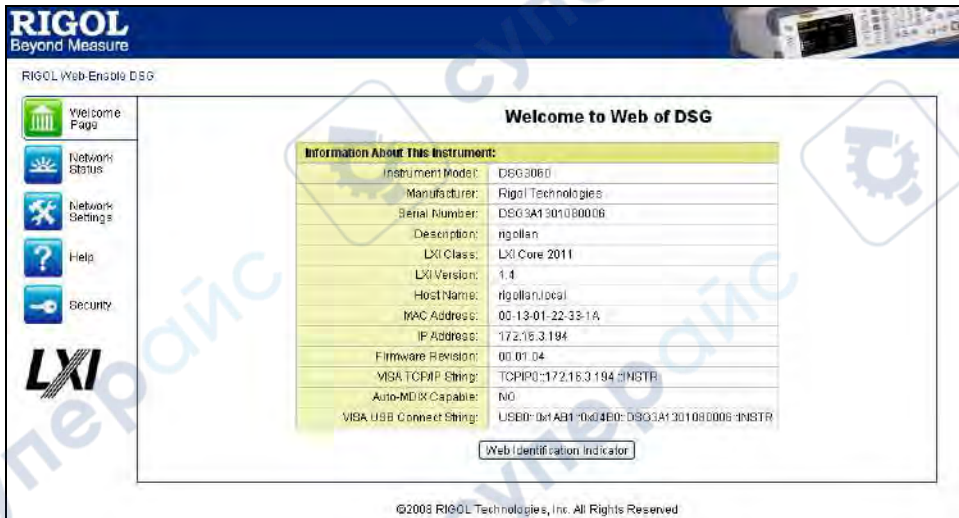 RIGOL
Beyond Measure
RIGOL Web-Enable DSG
Welcome Page
Network Status
Network Settings
Help
Security
LXI
Welcome to Web of DSG
Information About This Instrument:
Instrument Model: DSG3060
Manufacturer: Rigol Technologies
Serial Number: DSG3A1301080006
Description: rigollan
LXI Class: LXI Core 2011
LXI Version: 1.4
Host Name: rigollan.local
MAC Address: 00-13-01-22-33-1A
IP Address: 172.16.3.194
Firmware Revision: 00.01.04
VISA TCP/IP String: TCPIP0::172.16.3.194::INSTR
Auto-MDIX Capable: NO
VISA USB Connect String: USB0::0x1AB1::0x04B0::DSG3A1301080006::INSTR
Web Identification Indicator
©2008 RIGOL Technologies, Inc. All Rights Reserved